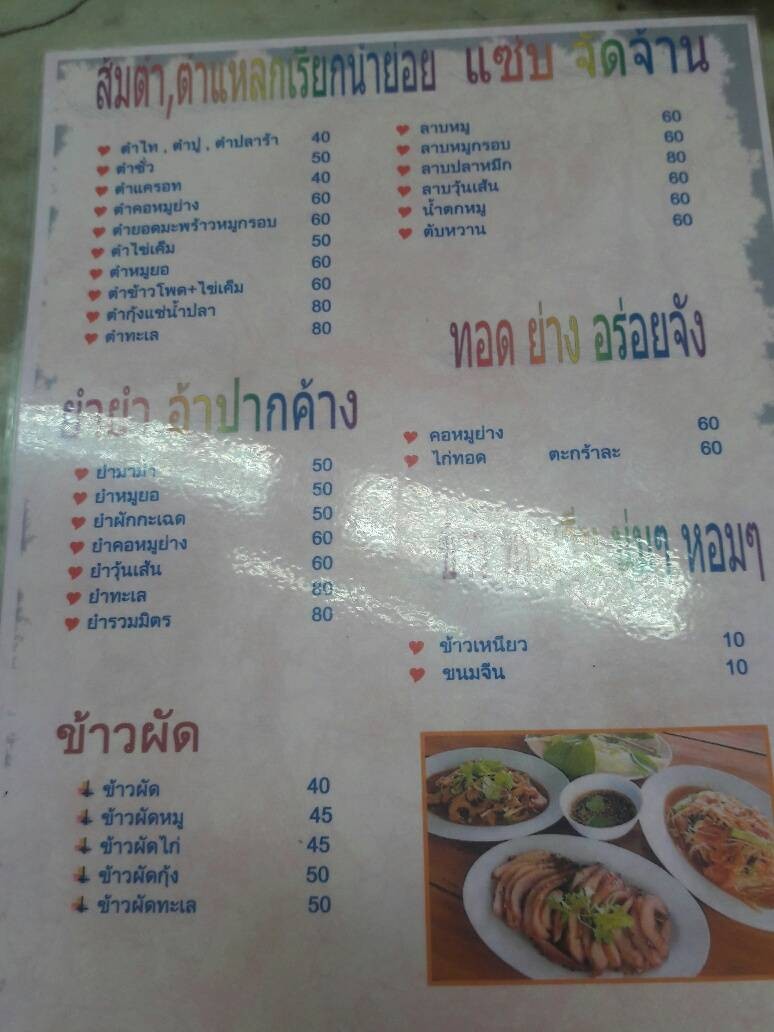 ส้มตำ,ตำแหลกเรียกน้ำย่อย
ตำไท , ตำปู , ตำปลาร้า 40
ตำซั่ว 50
ตำแครอท 40
ตำคอหมูย่าง 60
ตำยอดมะพร้าวหมูกรอบ 60
ตำไข่เค็ม 50
ตำหมูยอ 60
ตำข้าวโพด+ไข่เค็ม 60
ตำกุ้งแช่น้ำปลา 80
ตำทะเล 80
แซ่บ จัดจ้าน
ลาบหมู 60
ลาบหมูกรอบ 60
ลาบปลาหมึก 80
ลาบวุ้นเส้น 60
น้ำตกหมู 60
ตับหวาน 60
ยำยำ อ้าปากค้าง
ยำมาม่า 50
ยำหมูยอ 50
ยำผักกะเฉด 50
ยำคอหมูย่าง 60
ยำวุ้นเส้น 60
ยำทะเล 80
ยำรวมมิตร 80
ทอด ย่าง อร่อยจัง
คอหมูย่าง 60
ไก่ทอด ตะกร้าละ 60
หอมๆ
ข้าวเหนียว 10
ขนมจีน 10
ข้าวผัด
ข้าวผัด 40
ข้าวผัดหมู 45
ข้าวผัดไก่ 45
ข้าวผัดกุ้ง 50
ข้าวผัดทะเล 50